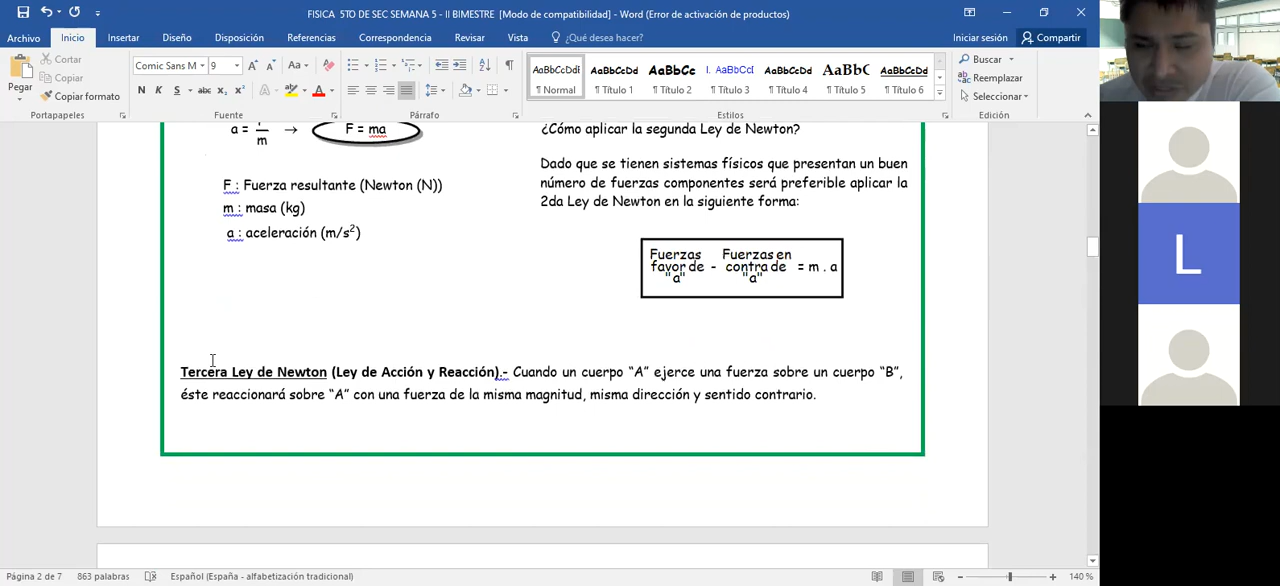 FISICA 5TO DE SEC SEMANA 5 - II BIMESTRE [Modo de compatibilidad] - Word (Error de activación de productos)
Archivo Inicio Insertar Diseño Disposición Referencias Correspondencia Revisar Vista ¿Qué desea hacer? Iniciar sesión Compartir
Pegar
Cortar
Copiar
Copiar formato
Portapapeles
Comic Sans M 9
Aa
N K S abc x₂ x² A A
Fuente
Párrafo
AaBbCcDdE AaBbCcDd AaBbCc I. AaBbCcI AaBbCcDd AaBbC AaBbCcDd
¶ Normal ¶ Título 1 ¶ Título 2 ¶ Título 3 ¶ Título 4 ¶ Título 5 ¶ Título 6
Estilos
Buscar
Reemplazar
Seleccionar
Edición
a = F/m → F = ma
F : Fuerza resultante (Newton (N))
m : masa (kg)
a : aceleración (m/s²)
¿Cómo aplicar la segunda Ley de Newton?
Dado que se tienen sistemas físicos que presentan un buen
número de fuerzas componentes será preferible aplicar la
2da Ley de Newton en la siguiente forma:
Fuerzas Fuerzas en
favor de - contra de = m . a
"a" "a"
Tercera Ley de Newton (Ley de Acción y Reacción).- Cuando un cuerpo “A” ejerce una fuerza sobre un cuerpo “B”,
éste reaccionará sobre “A” con una fuerza de la misma magnitud, misma dirección y sentido contrario.
Página 2 de 7 863 palabras Español (España - alfabetización tradicional) 140 %
L